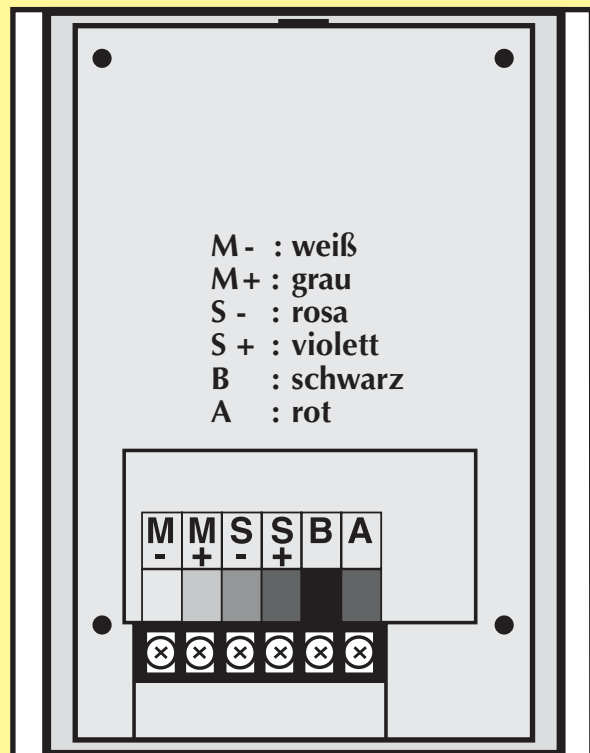 M - : weiß
M + : grau
S - : rosa
S + : violett
B : schwarz
A : rot
M M S S B A
- + - +